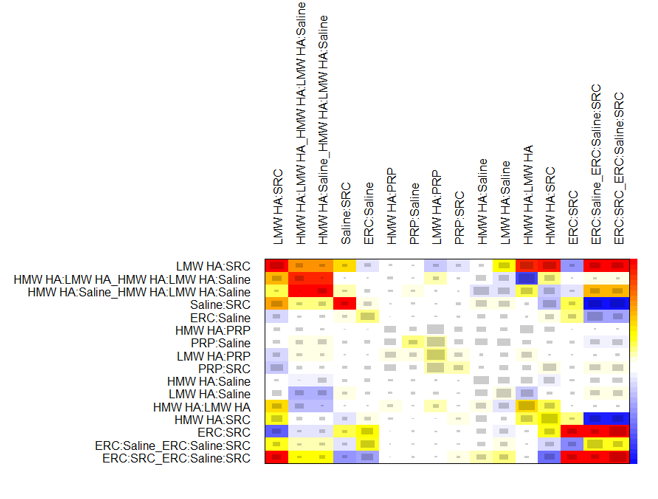 LMW HA:SRC
HMW HA:LMW HA_HMW HA:LMW HA:Saline
HMW HA:Saline_HMW HA:LMW HA:Saline
Saline:SRC
ERC:Saline
HMW HA:PRP
PRP:Saline
LMW HA:PRP
PRP:SRC
HMW HA:Saline
LMW HA:Saline
HMW HA:LMW HA
HMW HA:SRC
ERC:SRC
ERC:Saline_ERC:Saline:SRC
ERC:SRC_ERC:Saline:SRC
LMW HA:SRC
HMW HA:LMW HA_HMW HA:LMW HA:Saline
HMW HA:Saline_HMW HA:LMW HA:Saline
Saline:SRC
ERC:Saline
HMW HA:PRP
PRP:Saline
LMW HA:PRP
PRP:SRC
HMW HA:Saline
LMW HA:Saline
HMW HA:LMW HA
HMW HA:SRC
ERC:SRC
ERC:Saline_ERC:Saline:SRC
ERC:SRC_ERC:Saline:SRC